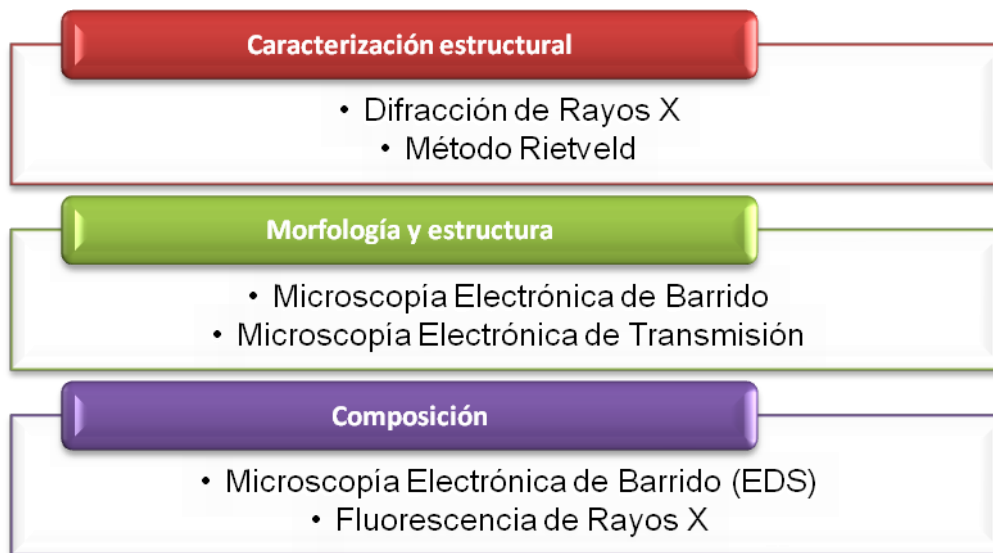 Caracterización estructural
• Difracción de Rayos X
• Método Rietveld
Morfología y estructura
• Microscopía Electrónica de Barrido
• Microscopía Electrónica de Transmisión
Composición
• Microscopía Electrónica de Barrido (EDS)
• Fluorescencia de Rayos X